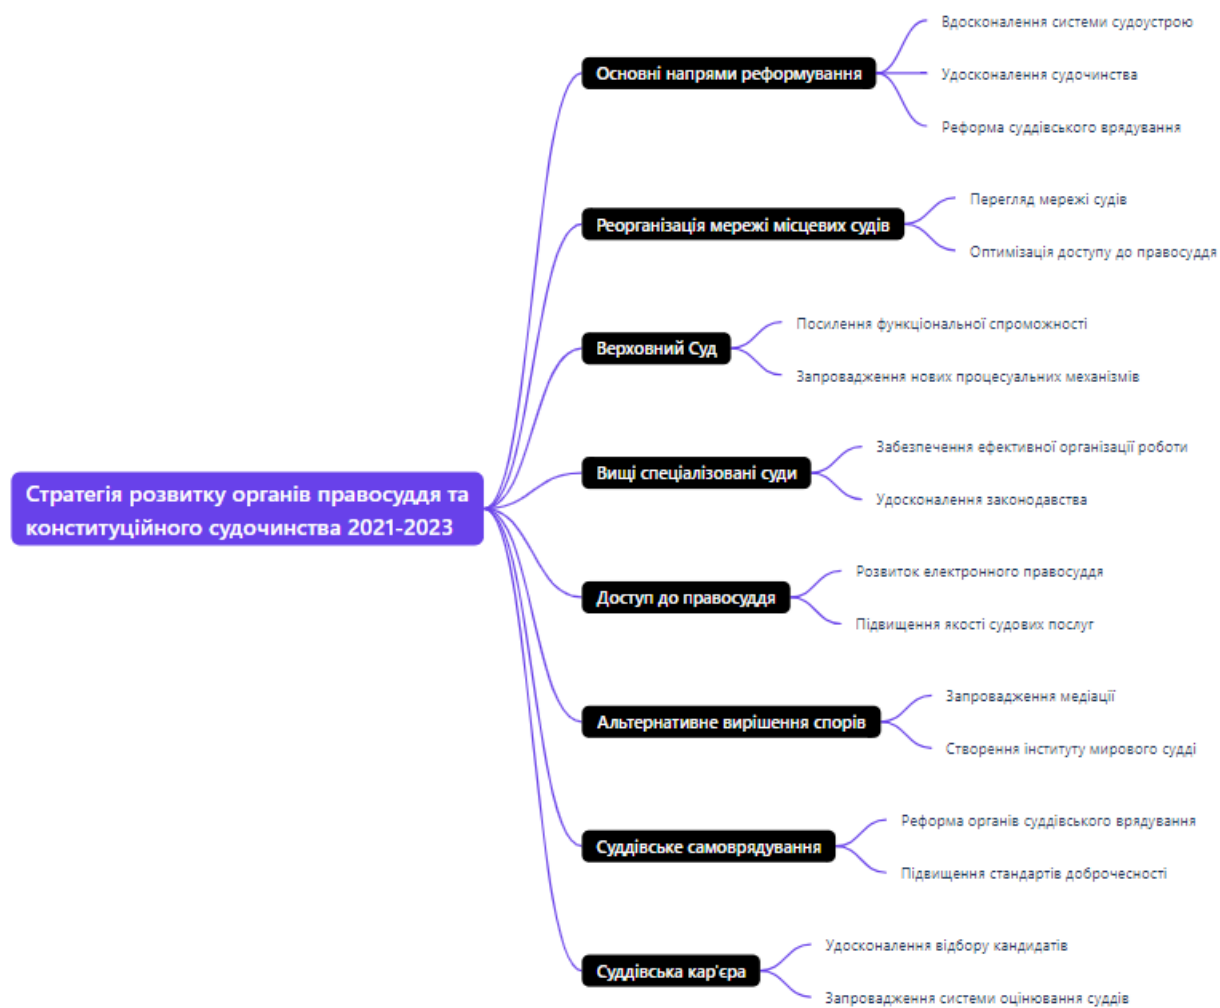 Стратегія розвитку органів правосуддя та
конституційного судочинства 2021-2023
Основні напрями реформування
Вдосконалення системи судоустрою
Удосконалення судочинства
Реформа суддівського врядування
Реорганізація мережі місцевих судів
Перегляд мережі судів
Оптимізація доступу до правосуддя
Верховний Суд
Посилення функціональної спроможності
Запровадження нових процесуальних механізмів
Вищі спеціалізовані суди
Забезпечення ефективної організації роботи
Удосконалення законодавства
Доступ до правосуддя
Розвиток електронного правосуддя
Підвищення якості судових послуг
Альтернативне вирішення спорів
Запровадження медіації
Створення інституту мирового судді
Суддівське самоврядування
Реформа органів суддівського врядування
Підвищення стандартів доброчесності
Суддівська кар'єра
Удосконалення відбору кандидатів
Запровадження системи оцінювання суддів